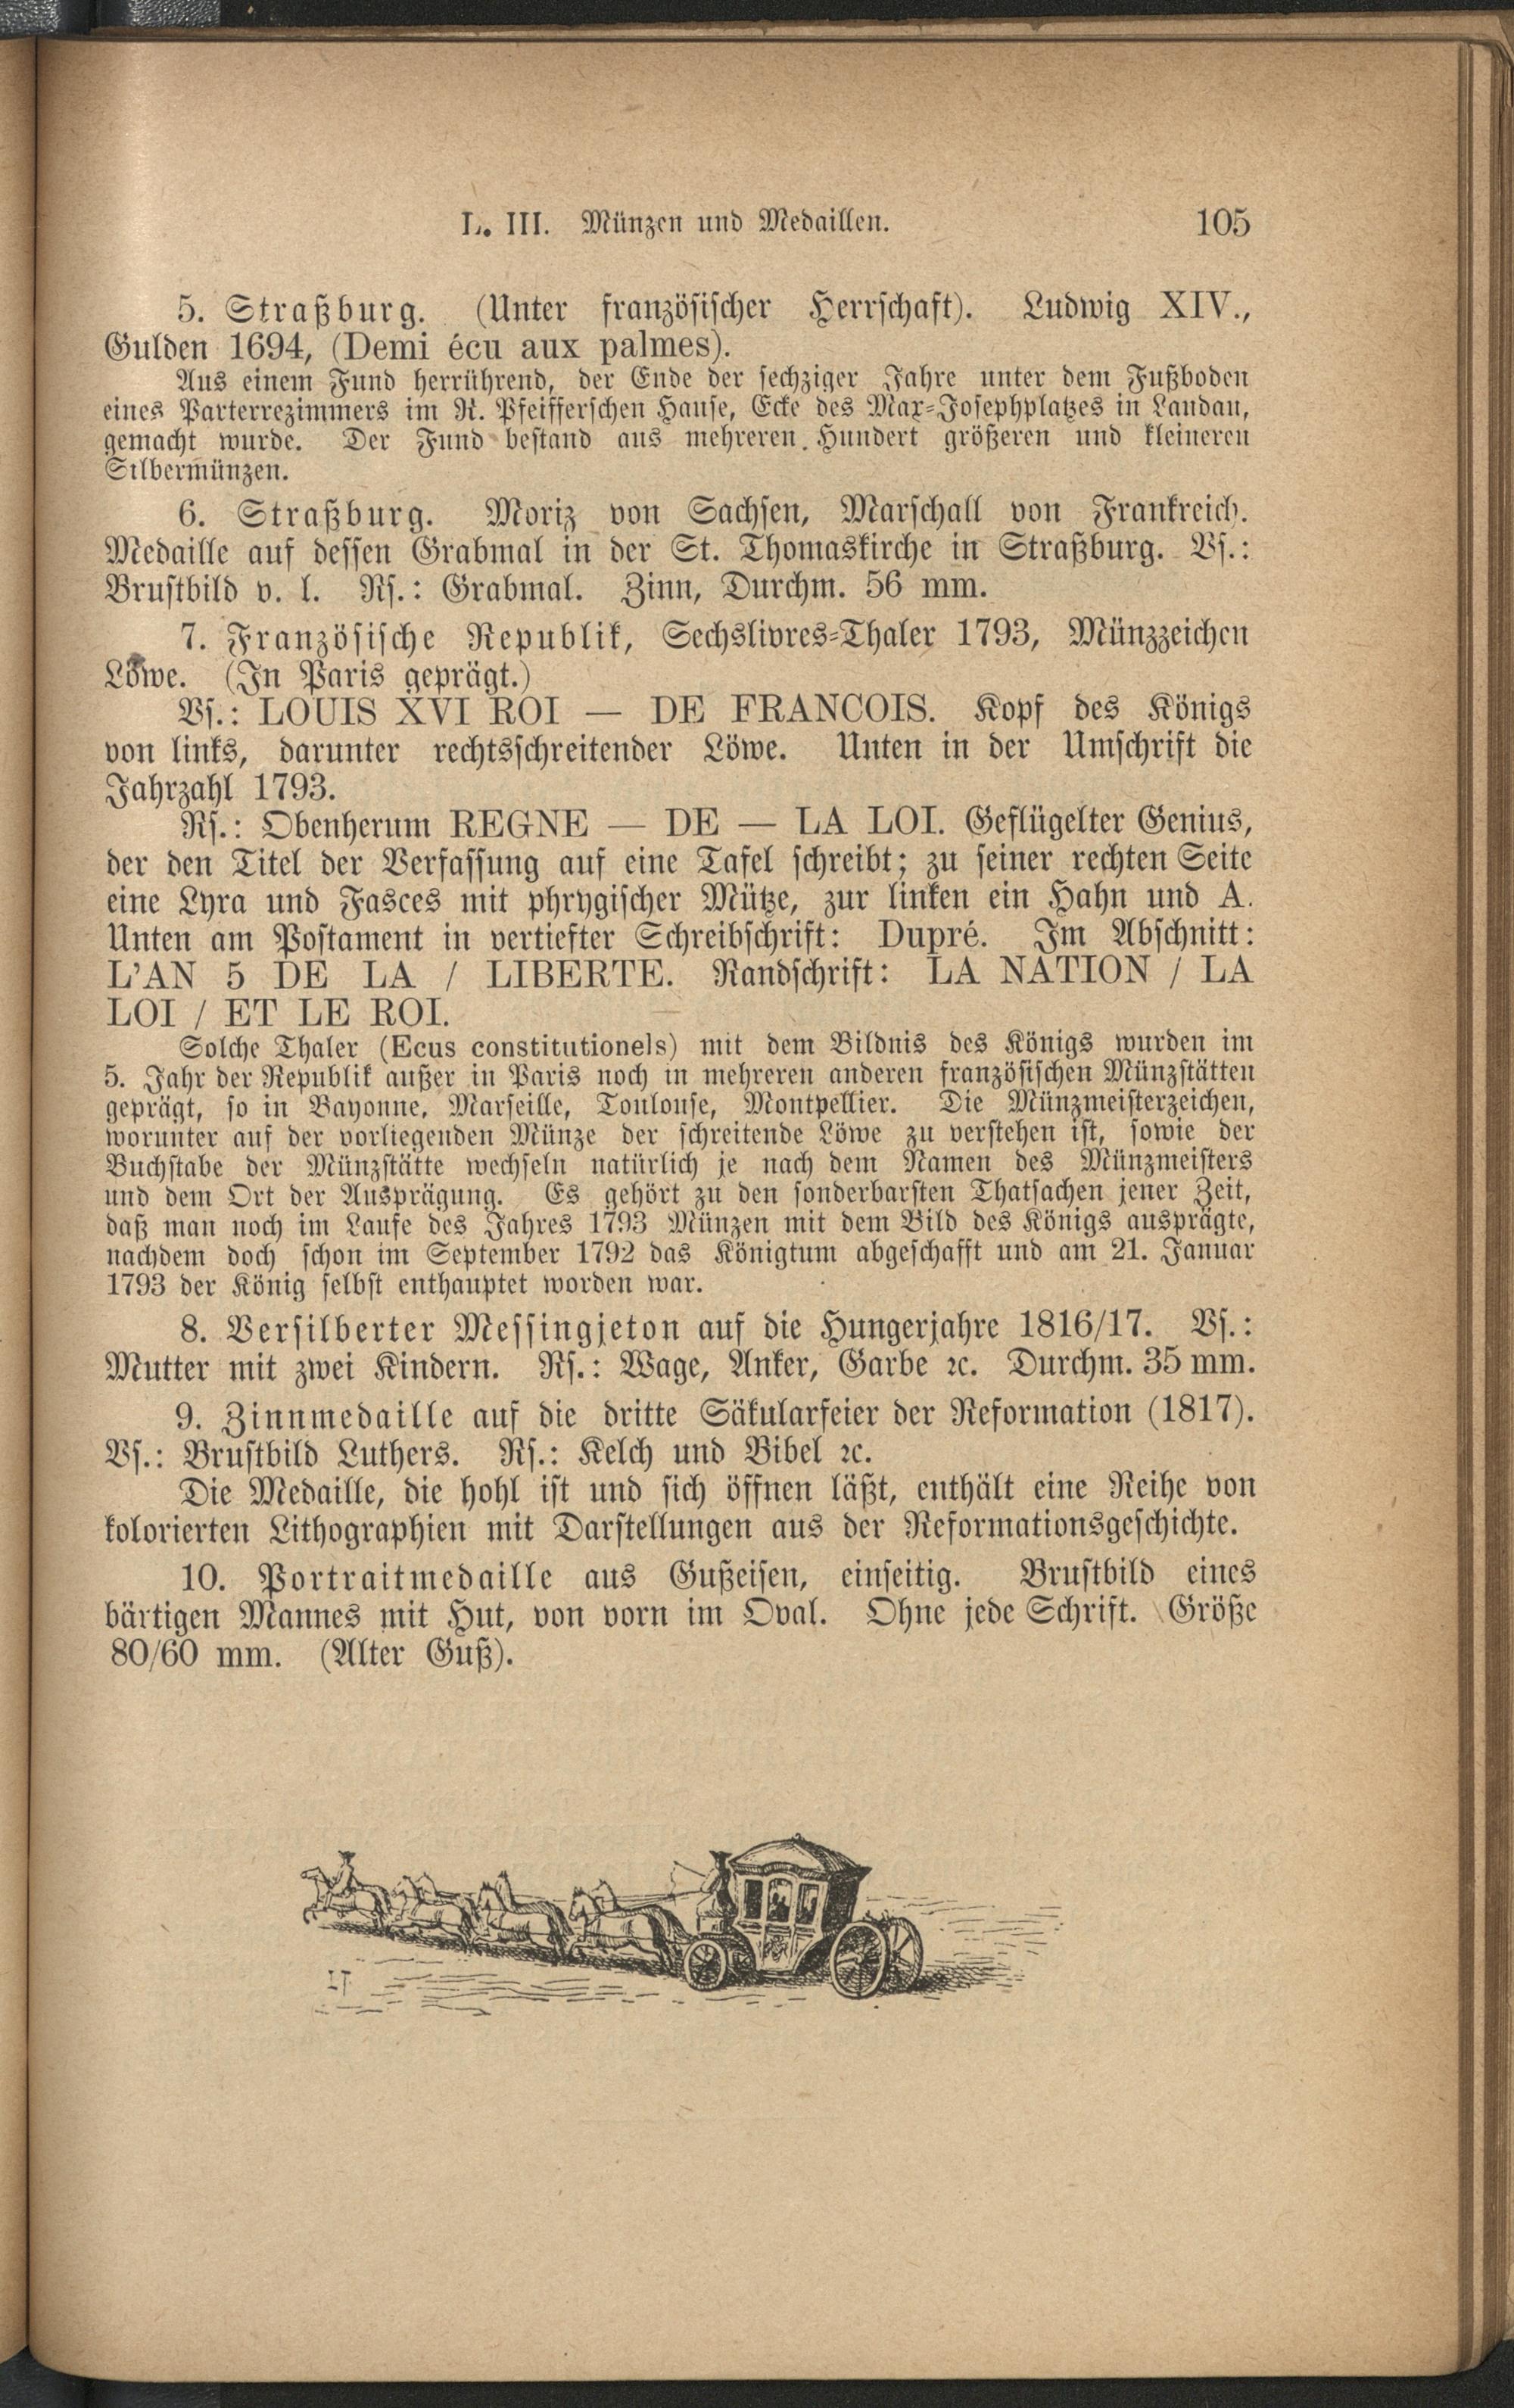 L. III. Münzen und Medaillen. 105
5. Straßburg. (Unter französischer Herrschaft). Ludwig XIV.,
Gulden 1694, (Demi écu aux palmes).
Aus einem Fund herrührend, der Ende der sechziger Jahre unter dem Fußboden
eines Parterrezimmers im R. Pfeifferschen Hause, Ecke des Max-Josephplatzes in Landau,
gemacht wurde. Der Fund bestand aus mehreren Hundert größeren und kleineren
Silbermünzen.
6. Straßburg. Moriz von Sachsen, Marschall von Frankreich.
Medaille auf dessen Grabmal in der St. Thomaskirche in Straßburg. Vs.:
Brustbild v. l. Rs.: Grabmal. Zinn, Durchm. 56 mm.
7. Französische Republik, Sechslivres-Thaler 1793, Münzzeichen
Löwe. (In Paris geprägt.)
Vs.: LOUIS XVI ROI — DE FRANCOIS. Kopf des Königs
von links, darunter rechtsschreitender Löwe. Unten in der Umschrift die
Jahrzahl 1793.
Rs.: Obenherum REGNE — DE — LA LOI. Geflügelter Genius,
der den Titel der Verfassung auf eine Tafel schreibt; zu seiner rechten Seite
eine Lyra und Fasces mit phrygischer Mütze, zur linken ein Hahn und A.
Unten am Postament in vertiefter Schreibschrift: Dupré. Im Abschnitt:
L'AN 5 DE LA / LIBERTE. Randschrift: LA NATION / LA
LOI / ET LE ROI.
Solche Thaler (Ecus constitutionels) mit dem Bildnis des Königs wurden im
5. Jahr der Republik außer in Paris noch in mehreren anderen französischen Münzstätten
geprägt, so in Bayonne, Marseille, Toulouse, Montpellier. Die Münzmeisterzeichen,
worunter auf der vorliegenden Münze der schreitende Löwe zu verstehen ist, sowie der
Buchstabe der Münzstätte wechseln natürlich je nach dem Namen des Münzmeisters
und dem Ort der Ausprägung. Es gehört zu den sonderbarsten Thatsachen jener Zeit,
daß man noch im Laufe des Jahres 1793 Münzen mit dem Bild des Königs ausprägte,
nachdem doch schon im September 1792 das Königtum abgeschafft und am 21. Januar
1793 der König selbst enthauptet worden war.
8. Versilberter Messingjeton auf die Hungerjahre 1816/17. Vs.:
Mutter mit zwei Kindern. Rs.: Wage, Anker, Garbe ꝛc. Durchm. 35 mm.
9. Zinnmedaille auf die dritte Säkularfeier der Reformation (1817).
Vs.: Brustbild Luthers. Rs.: Kelch und Bibel ꝛc.
Die Medaille, die hohl ist und sich öffnen läßt, enthält eine Reihe von
kolorierten Lithographien mit Darstellungen aus der Reformationsgeschichte.
10. Portraitmedaille aus Gußeisen, einseitig. Brustbild eines
bärtigen Mannes mit Hut, von vorn im Oval. Ohne jede Schrift. Größe
80/60 mm. (Alter Guß).